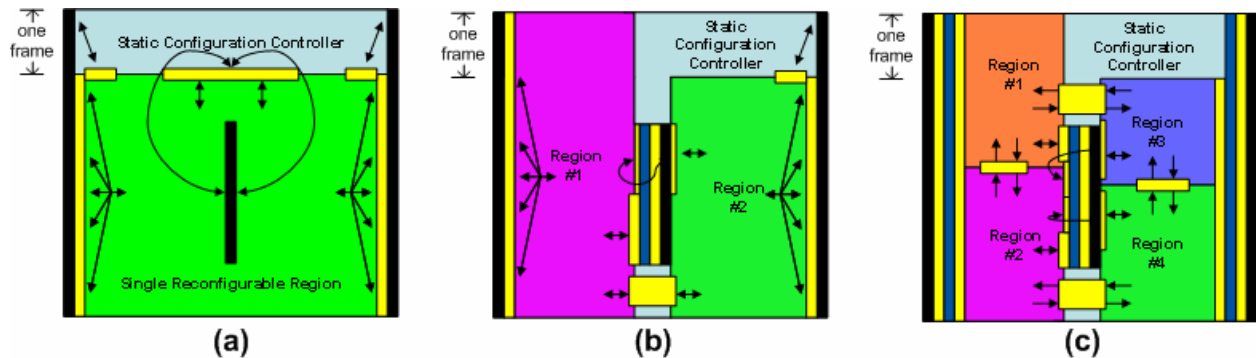 one
frame
Static Configuration Controller
Single Reconfigurable Region
(a)
one
frame
Static
Configuration
Controller
Region
#1
Region
#2
(b)
one
frame
Static
Configuration
Controller
Region
#1
Region
#3
Region
#2
Region
#4
(c)